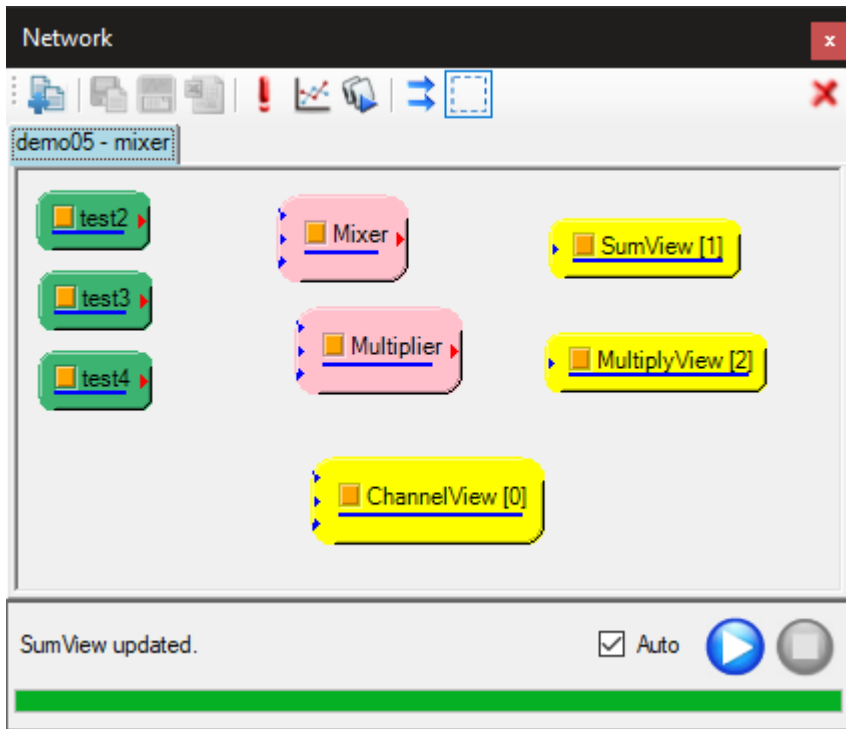 Network
demo05 - mixer
test2
Mixer
SumView [1]
test3
Multiplier
MultiplyView [2]
test4
ChannelView [0]
SumView updated.
Auto